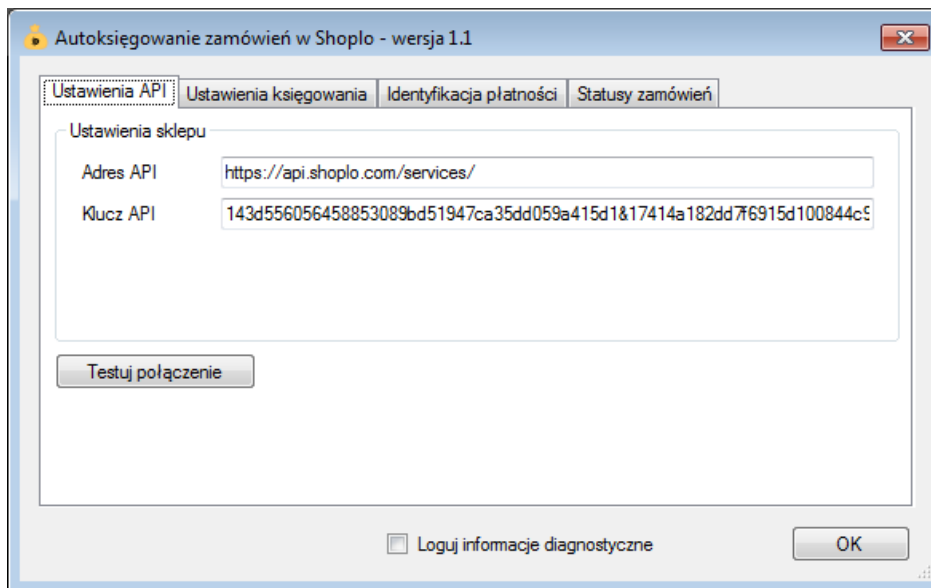 Autoksięgowanie zamówień w Shoplo - wersja 1.1
Ustawienia API Ustawienia księgowania Identyfikacja płatności Statusy zamówień
Ustawienia sklepu
Adres API https://api.shoplo.com/services/
Klucz API 143d556056458853089bd51947ca35dd059a415d1&17414a182dd7f6915d100844c9
Testuj połączenie
Loguj informacje diagnostyczne OK